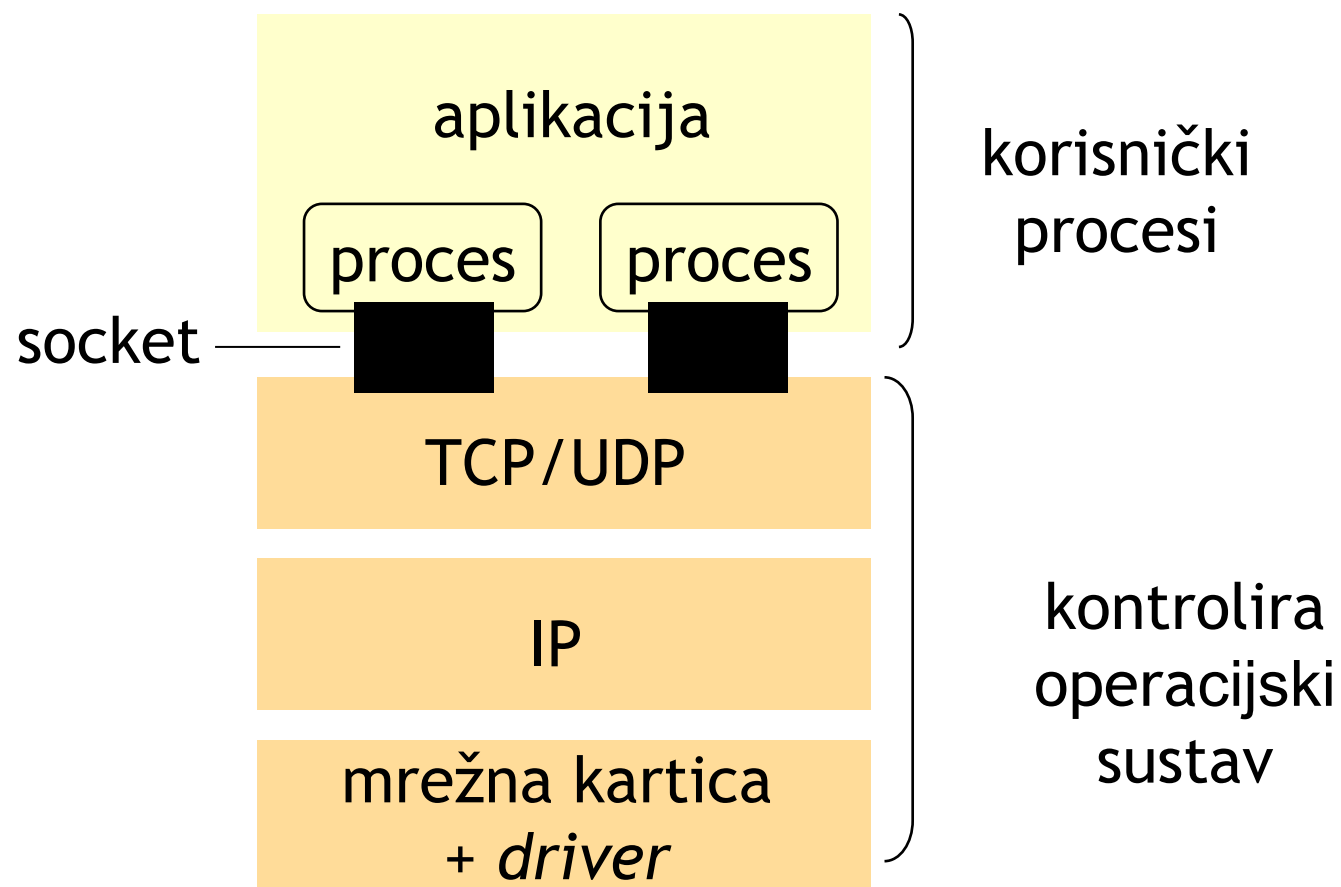 aplikacija
korisnički
procesi
proces
proces
socket
TCP/UDP
IP
kontrolira
operacijski
sustav
mrežna kartica
+ driver